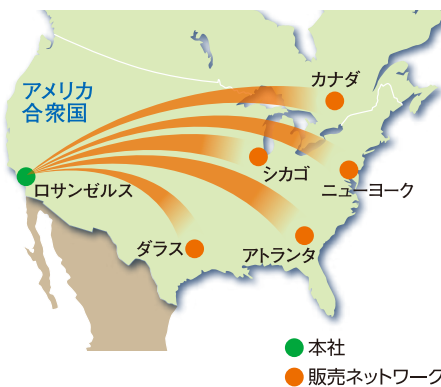 カナダ
アメリカ
合衆国
シカゴ
ロサンゼルス
ニューヨーク
ダラス
アトランタ
本社
販売ネットワーク